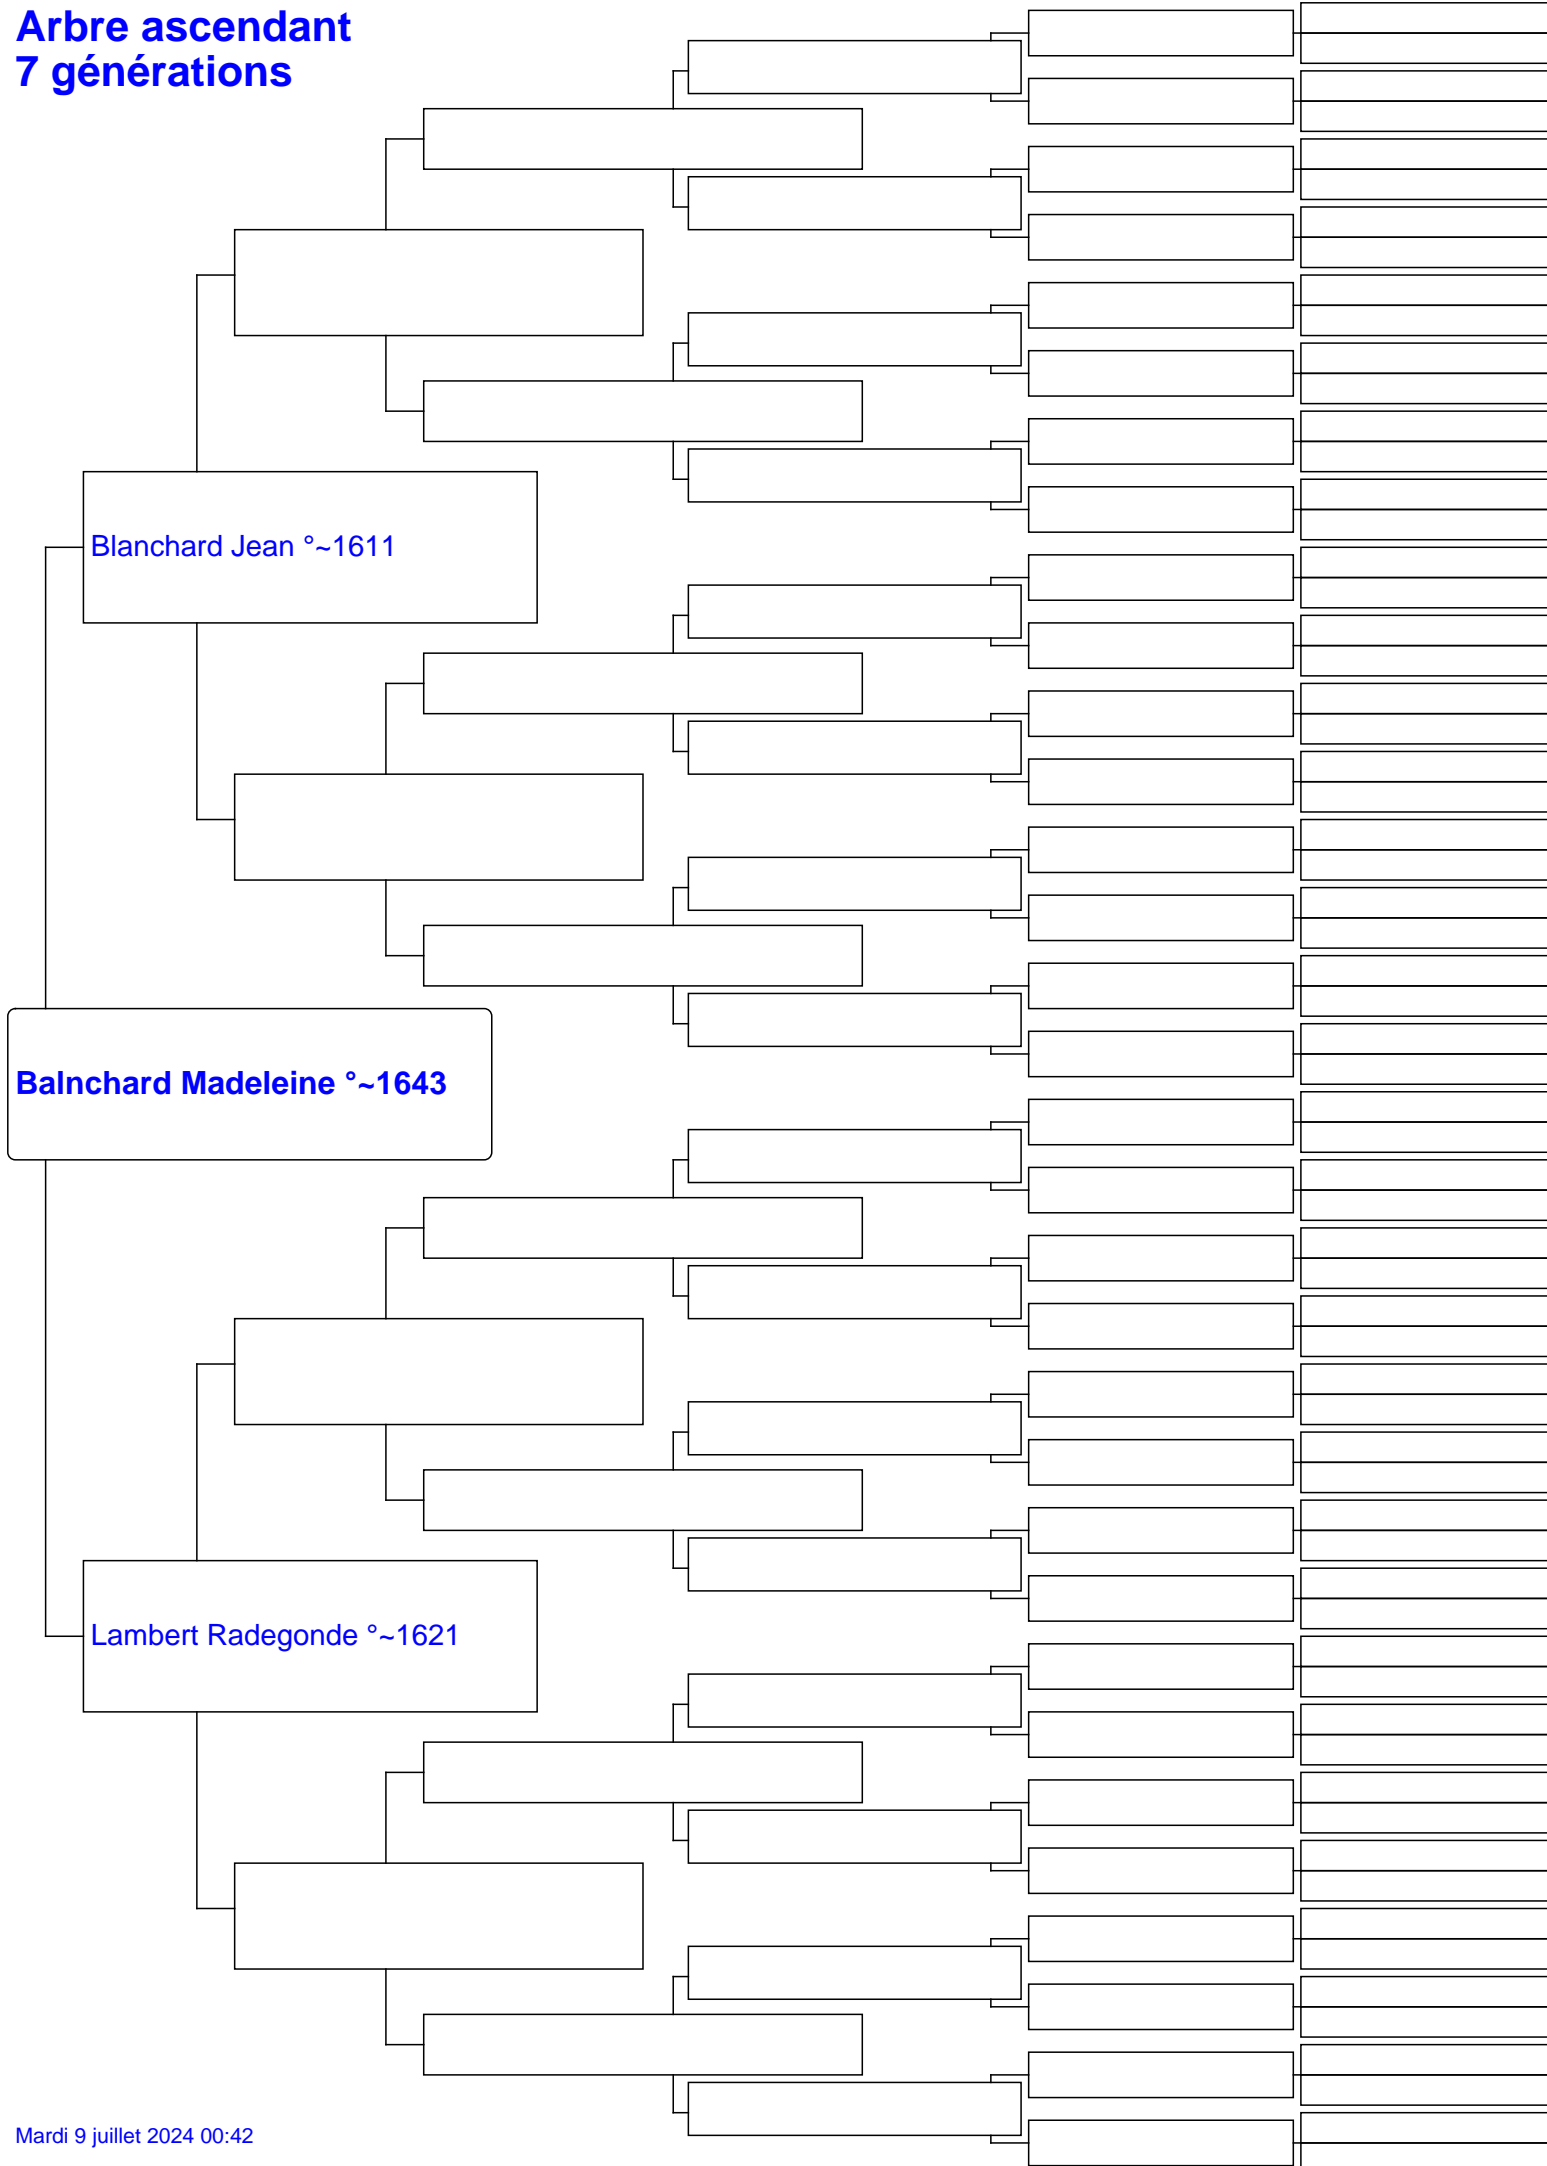 Arbre ascendant
7 générations
Blanchard Jean °~1611
Balnchard Madeleine °~1643
Lambert Radegonde °~1621
Mardi 9 juillet 2024 00:42